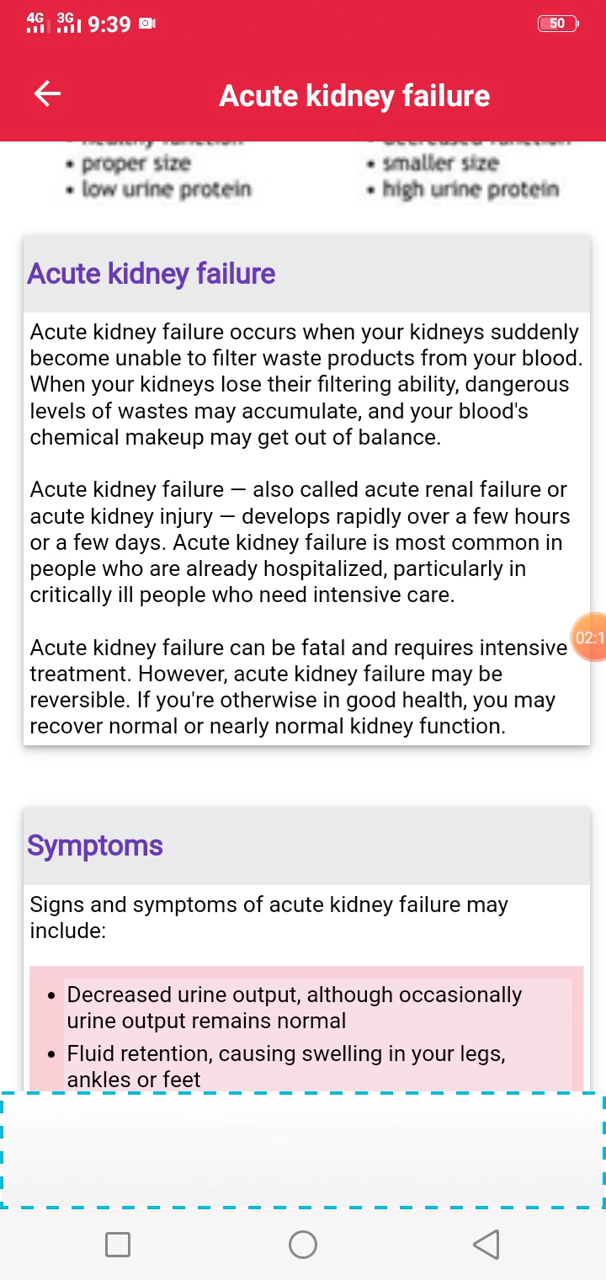 4G 3G 9:39 50
Acute kidney failure
• proper size
• smaller size
• low urine protein
• high urine protein
Acute kidney failure
Acute kidney failure occurs when your kidneys suddenly
become unable to filter waste products from your blood.
When your kidneys lose their filtering ability, dangerous
levels of wastes may accumulate, and your blood's
chemical makeup may get out of balance.
Acute kidney failure — also called acute renal failure or
acute kidney injury — develops rapidly over a few hours
or a few days. Acute kidney failure is most common in
people who are already hospitalized, particularly in
critically ill people who need intensive care.
02:1
Acute kidney failure can be fatal and requires intensive
treatment. However, acute kidney failure may be
reversible. If you're otherwise in good health, you may
recover normal or nearly normal kidney function.
Symptoms
Signs and symptoms of acute kidney failure may
include:
• Decreased urine output, although occasionally
urine output remains normal
• Fluid retention, causing swelling in your legs,
ankles or feet